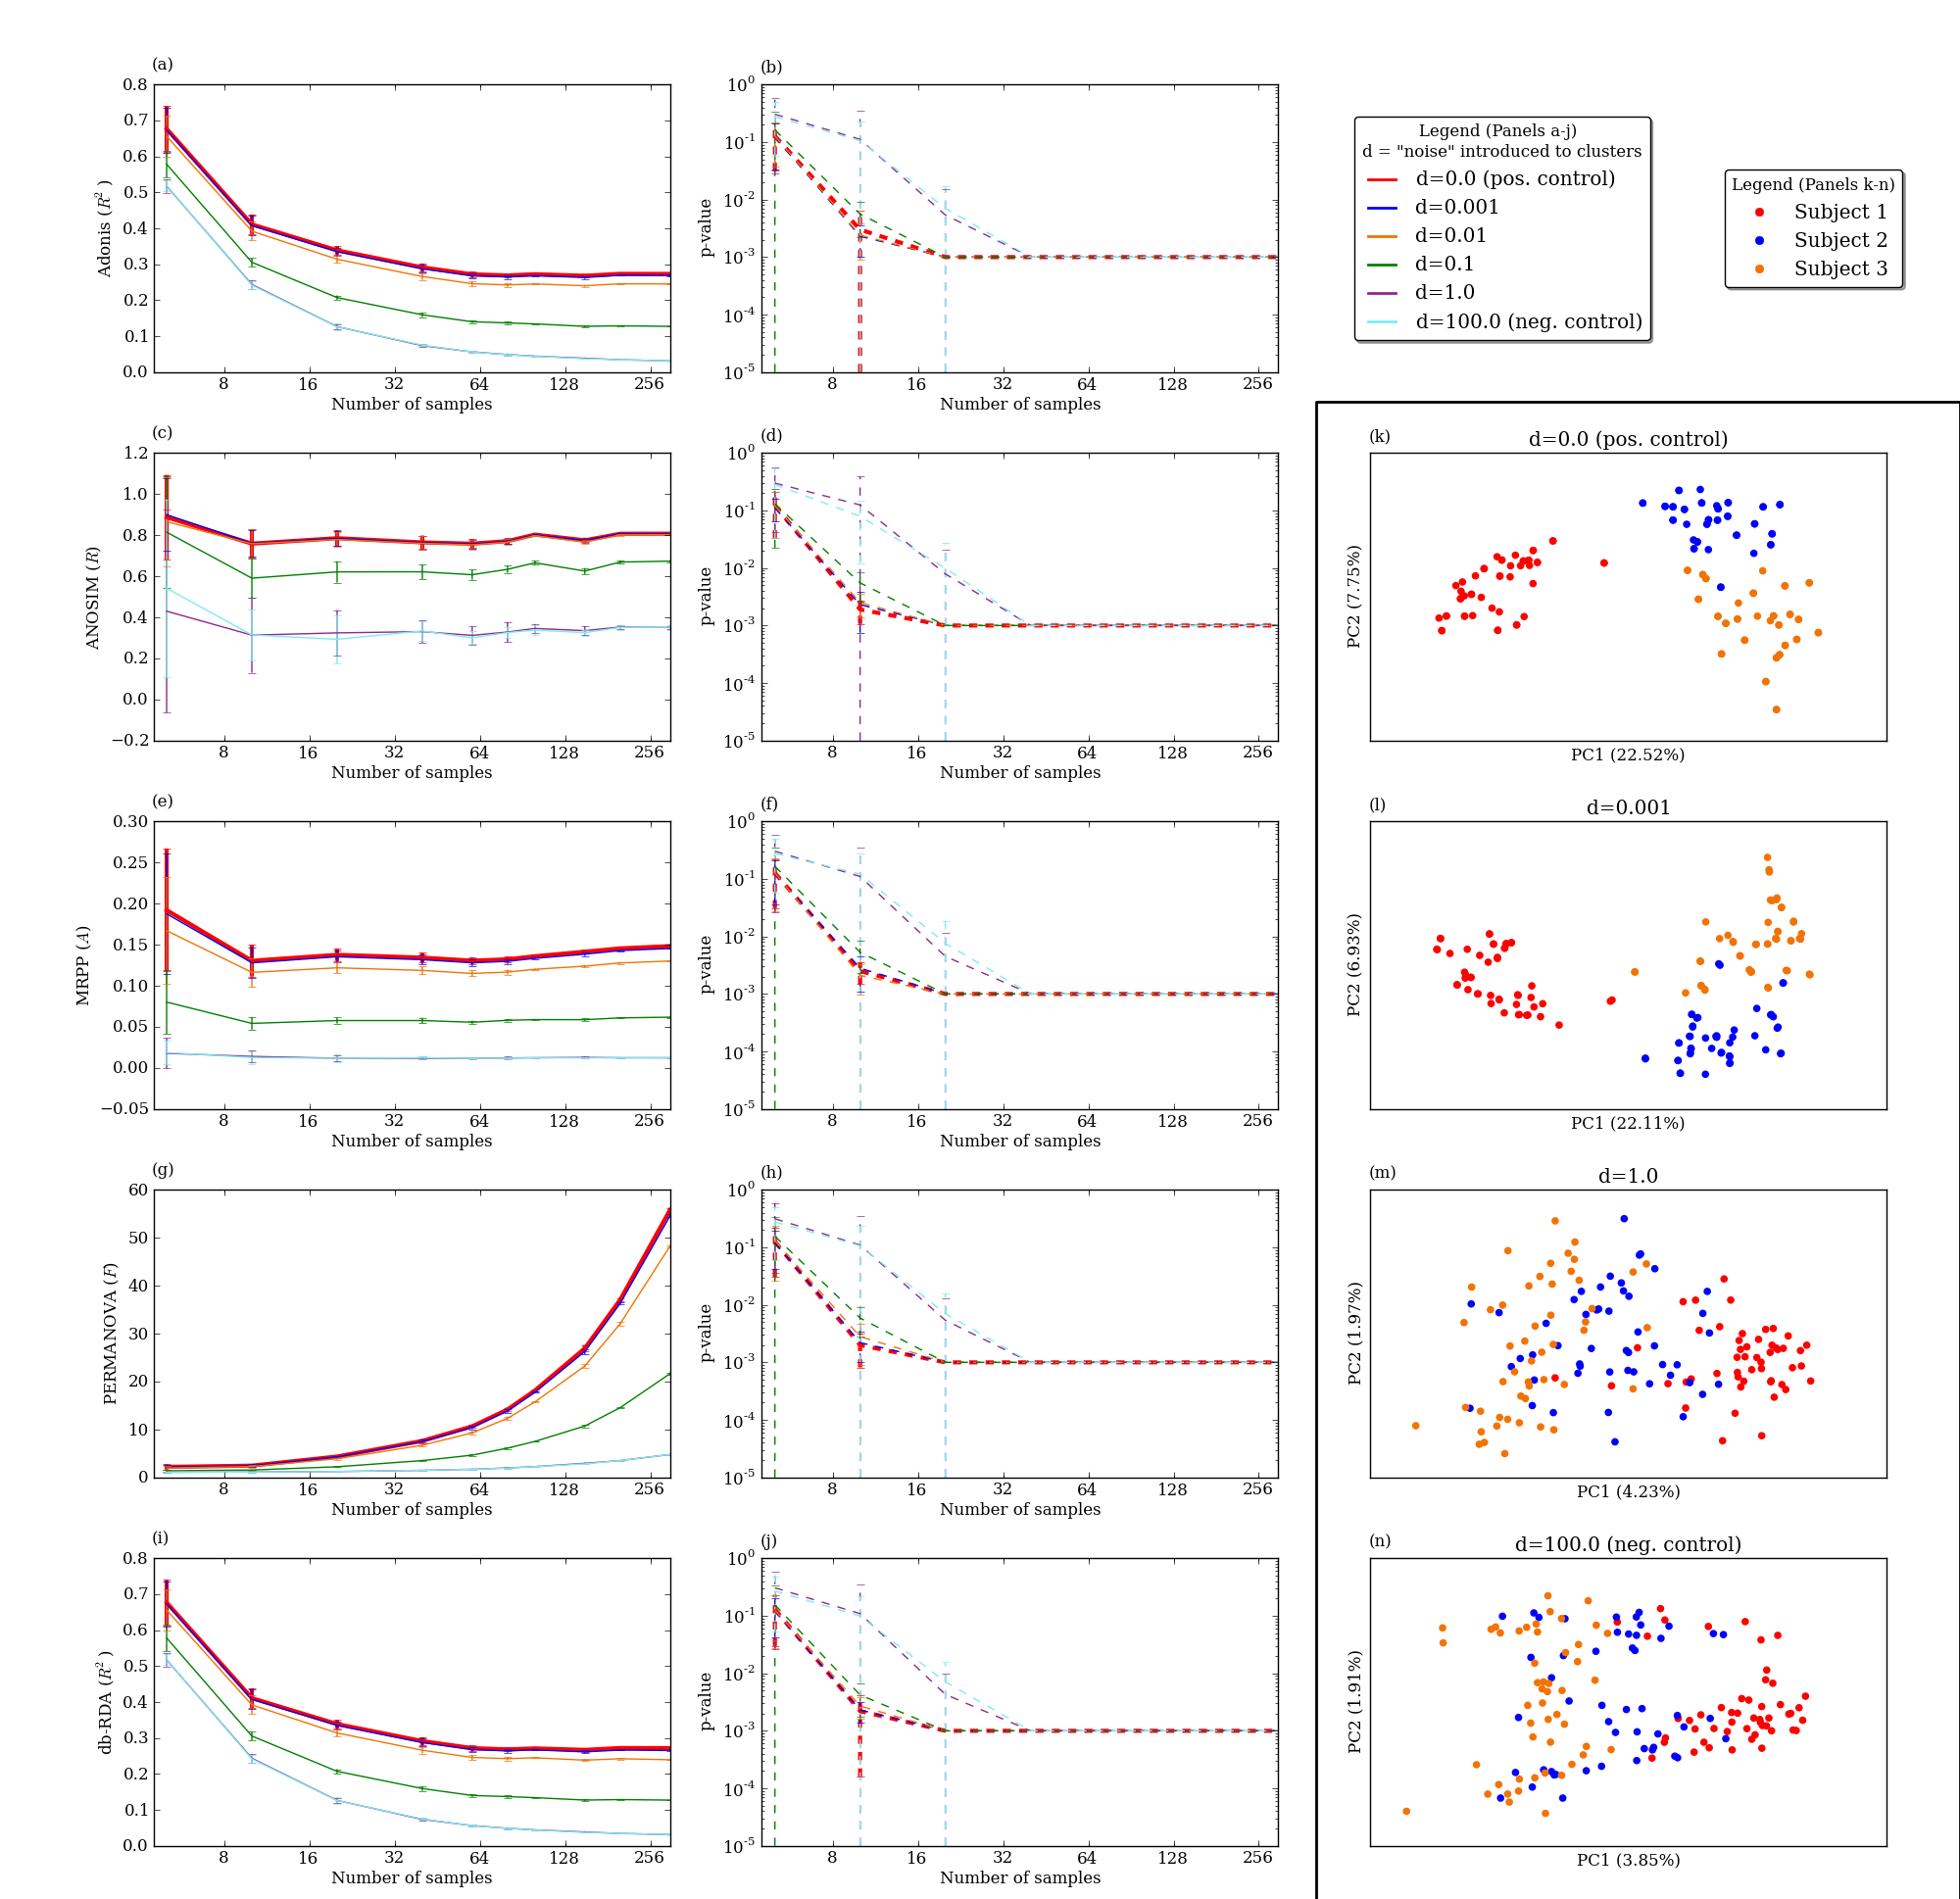 (a)
0.8
0.7
0.6
0.5
0.4
0.3
0.2
0.1
0.0
Adonis (R²)
8 16 32 64 128 256
Number of samples
(b)
10⁰
10⁻¹
10⁻²
10⁻³
10⁻⁴
10⁻⁵
p-value
8 16 32 64 128 256
Number of samples
Legend (Panels a-j)
d = "noise" introduced to clusters
d=0.0 (pos. control)
d=0.001
d=0.01
d=0.1
d=1.0
d=100.0 (neg. control)
Legend (Panels k-n)
Subject 1
Subject 2
Subject 3
(c)
1.2
1.0
0.8
0.6
0.4
0.2
0.0
−0.2
ANOSIM (R)
8 16 32 64 128 256
Number of samples
(d)
10⁰
10⁻¹
10⁻²
10⁻³
10⁻⁴
10⁻⁵
p-value
8 16 32 64 128 256
Number of samples
(k)
d=0.0 (pos. control)
PC2 (7.75%)
PC1 (22.52%)
(e)
0.30
0.25
0.20
0.15
0.10
0.05
0.00
−0.05
MRPP (A)
8 16 32 64 128 256
Number of samples
(f)
10⁰
10⁻¹
10⁻²
10⁻³
10⁻⁴
10⁻⁵
p-value
8 16 32 64 128 256
Number of samples
(l)
d=0.001
PC2 (6.93%)
PC1 (22.11%)
(g)
60
50
40
30
20
10
0
PERMANOVA (F)
8 16 32 64 128 256
Number of samples
(h)
10⁰
10⁻¹
10⁻²
10⁻³
10⁻⁴
10⁻⁵
p-value
8 16 32 64 128 256
Number of samples
(m)
d=1.0
PC2 (1.97%)
PC1 (4.23%)
(i)
0.8
0.7
0.6
0.5
0.4
0.3
0.2
0.1
0.0
db-RDA (R²)
8 16 32 64 128 256
Number of samples
(j)
10⁰
10⁻¹
10⁻²
10⁻³
10⁻⁴
10⁻⁵
p-value
8 16 32 64 128 256
Number of samples
(n)
d=100.0 (neg. control)
PC2 (1.91%)
PC1 (3.85%)